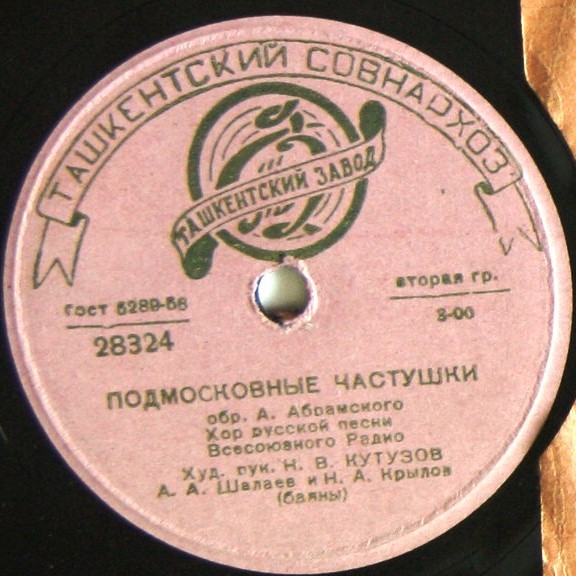 ТАШКЕНТСКИЙ СОВНАРХОЗ
ТАШКЕНТСКИЙ ЗАВОД
Гост 5289-56
28324
вторая гр.
8-00
ПОДМОСКОВНЫЕ ЧАСТУШКИ
обр. А. Абрамского
Хор русской песни
Всесоюзного Радио
Худ. рук. Н. В. КУТУЗОВ
А. А. Шалаев и Н. А. Крылов
(баяны)